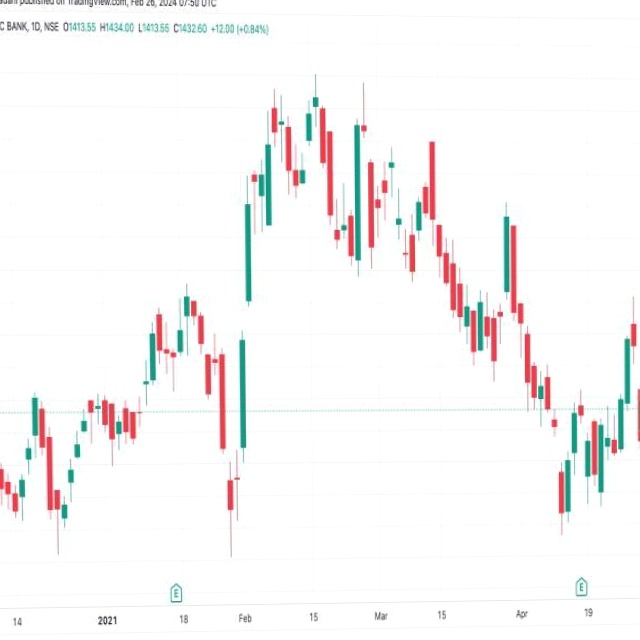 published on TradingView.com, Feb 26, 2024 07:50 UTC
C BANK, 1D, NSE O1413.55 H1434.00 L1413.55 C1432.60 +12.00 (+0.84%)
E E
14 2021 18 Feb 15 Mar 15 Apr 19